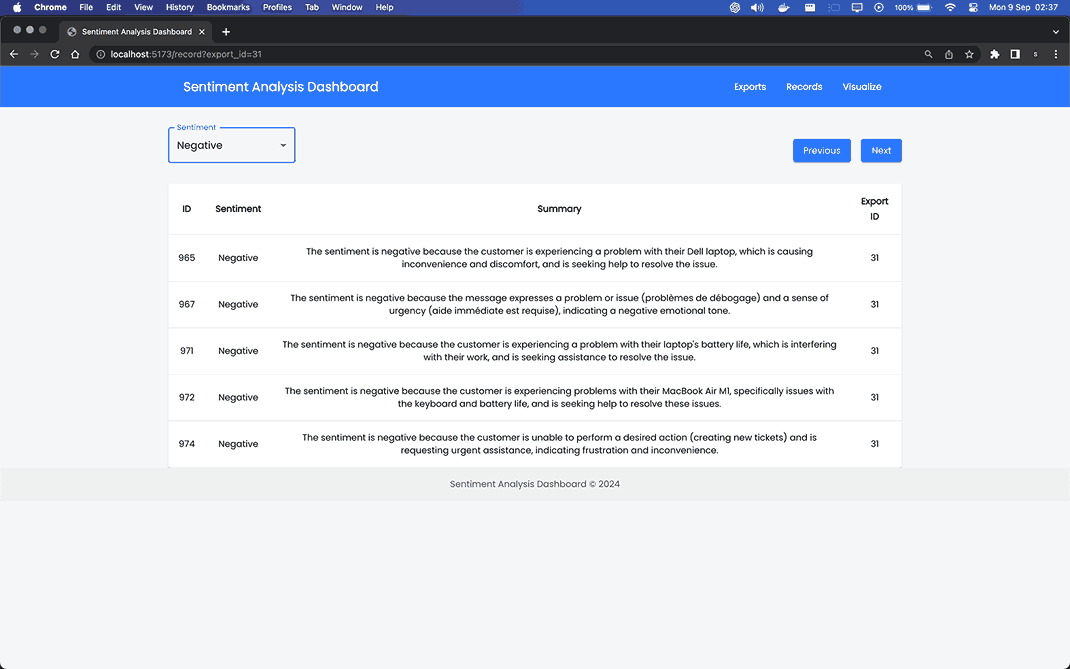 Chrome File Edit View History Bookmarks Profiles Tab Window Help 100% Mon 9 Sep 02:37
Sentiment Analysis Dashboard
localhost:5173/record?export_id=31 s
Sentiment Analysis Dashboard Exports Records Visualize
Sentiment
Negative Previous Next
ID Sentiment Summary Export
ID
965 Negative The sentiment is negative because the customer is experiencing a problem with their Dell laptop, which is causing
inconvenience and discomfort, and is seeking help to resolve the issue. 31
967 Negative The sentiment is negative because the message expresses a problem or issue (problèmes de débogage) and a sense of
urgency (aide immédiate est requise), indicating a negative emotional tone. 31
971 Negative The sentiment is negative because the customer is experiencing a problem with their laptop's battery life, which is interfering
with their work, and is seeking assistance to resolve the issue. 31
972 Negative The sentiment is negative because the customer is experiencing problems with their MacBook Air M1, specifically issues with
the keyboard and battery life, and is seeking help to resolve these issues. 31
974 Negative The sentiment is negative because the customer is unable to perform a desired action (creating new tickets) and is
requesting urgent assistance, indicating frustration and inconvenience. 31
Sentiment Analysis Dashboard © 2024